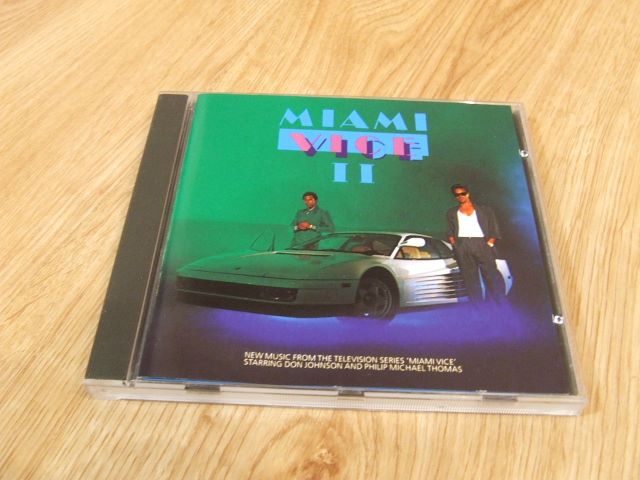 MIAMI
VICE
II
NEW MUSIC FROM THE TELEVISION SERIES 'MIAMI VICE'
STARRING DON JOHNSON AND PHILIP MICHAEL THOMAS